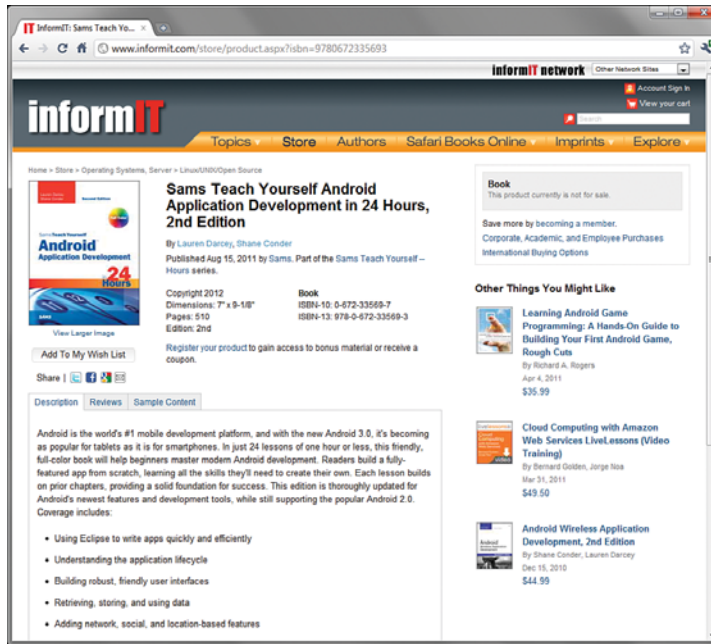 InformIT: Sams Teach Yo...
www.informit.com/store/product.aspx?isbn=9780672335693
informIT network Other Network Sites
Account Sign In
View your cart
informIT
Search
Topics Store Authors Safari Books Online Imprints Explore
Home > Store > Operating Systems, Server > Linux/UNIX/Open Source
Sams Teach Yourself Android
Application Development in 24 Hours,
2nd Edition
By Lauren Darcey, Shane Conder
Published Aug 15, 2011 by Sams. Part of the Sams Teach Yourself --
Hours series.
Copyright 2012
Dimensions: 7" x 9-1/8"
Pages: 510
Edition: 2nd
Book
ISBN-10: 0-672-33569-7
ISBN-13: 978-0-672-33569-3
Register your product to gain access to bonus material or receive a
coupon.
Android
Application Development
24
Hours
SAMS
View Larger Image
Add To My Wish List
Share |
Description Reviews Sample Content
Android is the world's #1 mobile development platform, and with the new Android 3.0, it's becoming
as popular for tablets as it is for smartphones. In just 24 lessons of one hour or less, this friendly,
full-color book will help beginners master modern Android development. Readers build a fully-
featured app from scratch, learning all the skills they'll need to create their own. Each lesson builds
on prior chapters, providing a solid foundation for success. This edition is thoroughly updated for
Android's newest features and development tools, while still supporting the popular Android 2.0.
Coverage includes:
• Using Eclipse to write apps quickly and efficiently
• Understanding the application lifecycle
• Building robust, friendly user interfaces
• Retrieving, storing, and using data
• Adding network, social, and location-based features
Book
This product currently is not for sale.
Save more by becoming a member.
Corporate, Academic, and Employee Purchases
International Buying Options
Other Things You Might Like
Learning Android Game
Programming: A Hands-On Guide to
Building Your First Android Game,
Rough Cuts
By Richard A. Rogers
Apr 4, 2011
$35.99
Cloud Computing with Amazon
Web Services LiveLessons (Video
Training)
By Bernard Golden, Jorge Noa
Mar 31, 2011
$49.50
Android Wireless Application
Development, 2nd Edition
By Shane Conder, Lauren Darcey
Dec 15, 2010
$44.99